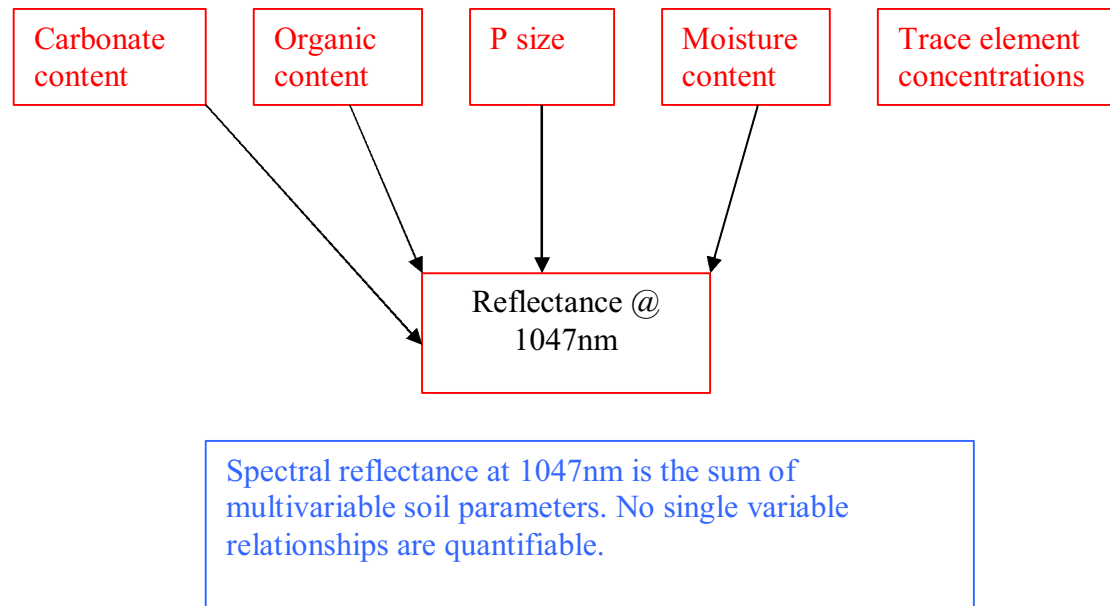 Carbonate
content
Organic
content
P size
Moisture
content
Trace element
concentrations
Reflectance @
1047nm
Spectral reflectance at 1047nm is the sum of
multivariable soil parameters. No single variable
relationships are quantifiable.